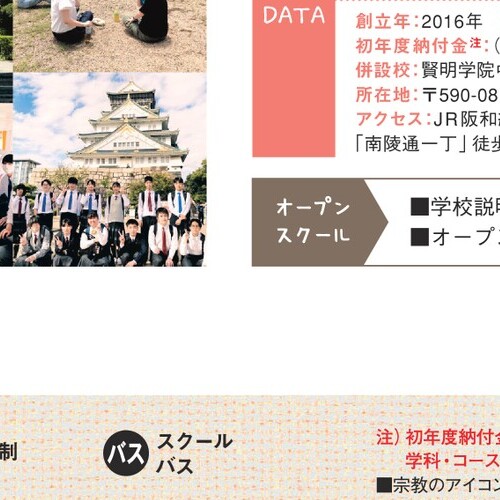 DATA
創立年：2016年
初年度納付金注：（
併設校：賢明学院
所在地：〒590-08
アクセス：JR阪和
「南陵通一丁」徒歩
オープン
スクール
■学校説明
■オープ
制
バス
スクール
バス
注）初年度納付金
学科・コース
■宗教のアイコン